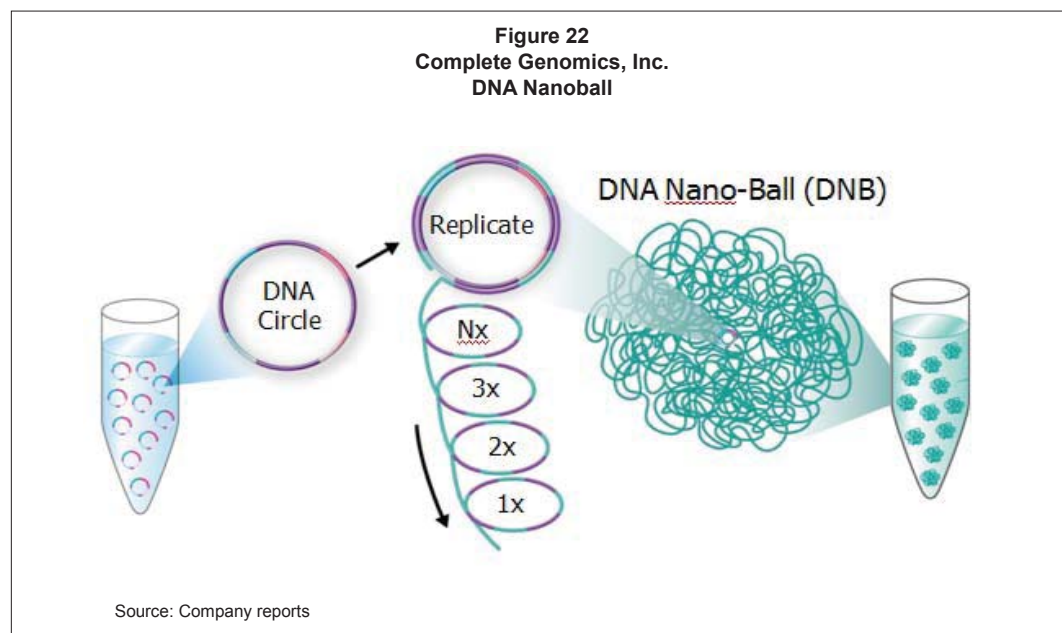 Figure 22
Complete Genomics, Inc.
DNA Nanoball
DNA
Circle
Replicate
Nx
3x
2x
1x
DNA Nano-Ball (DNB)
Source: Company reports